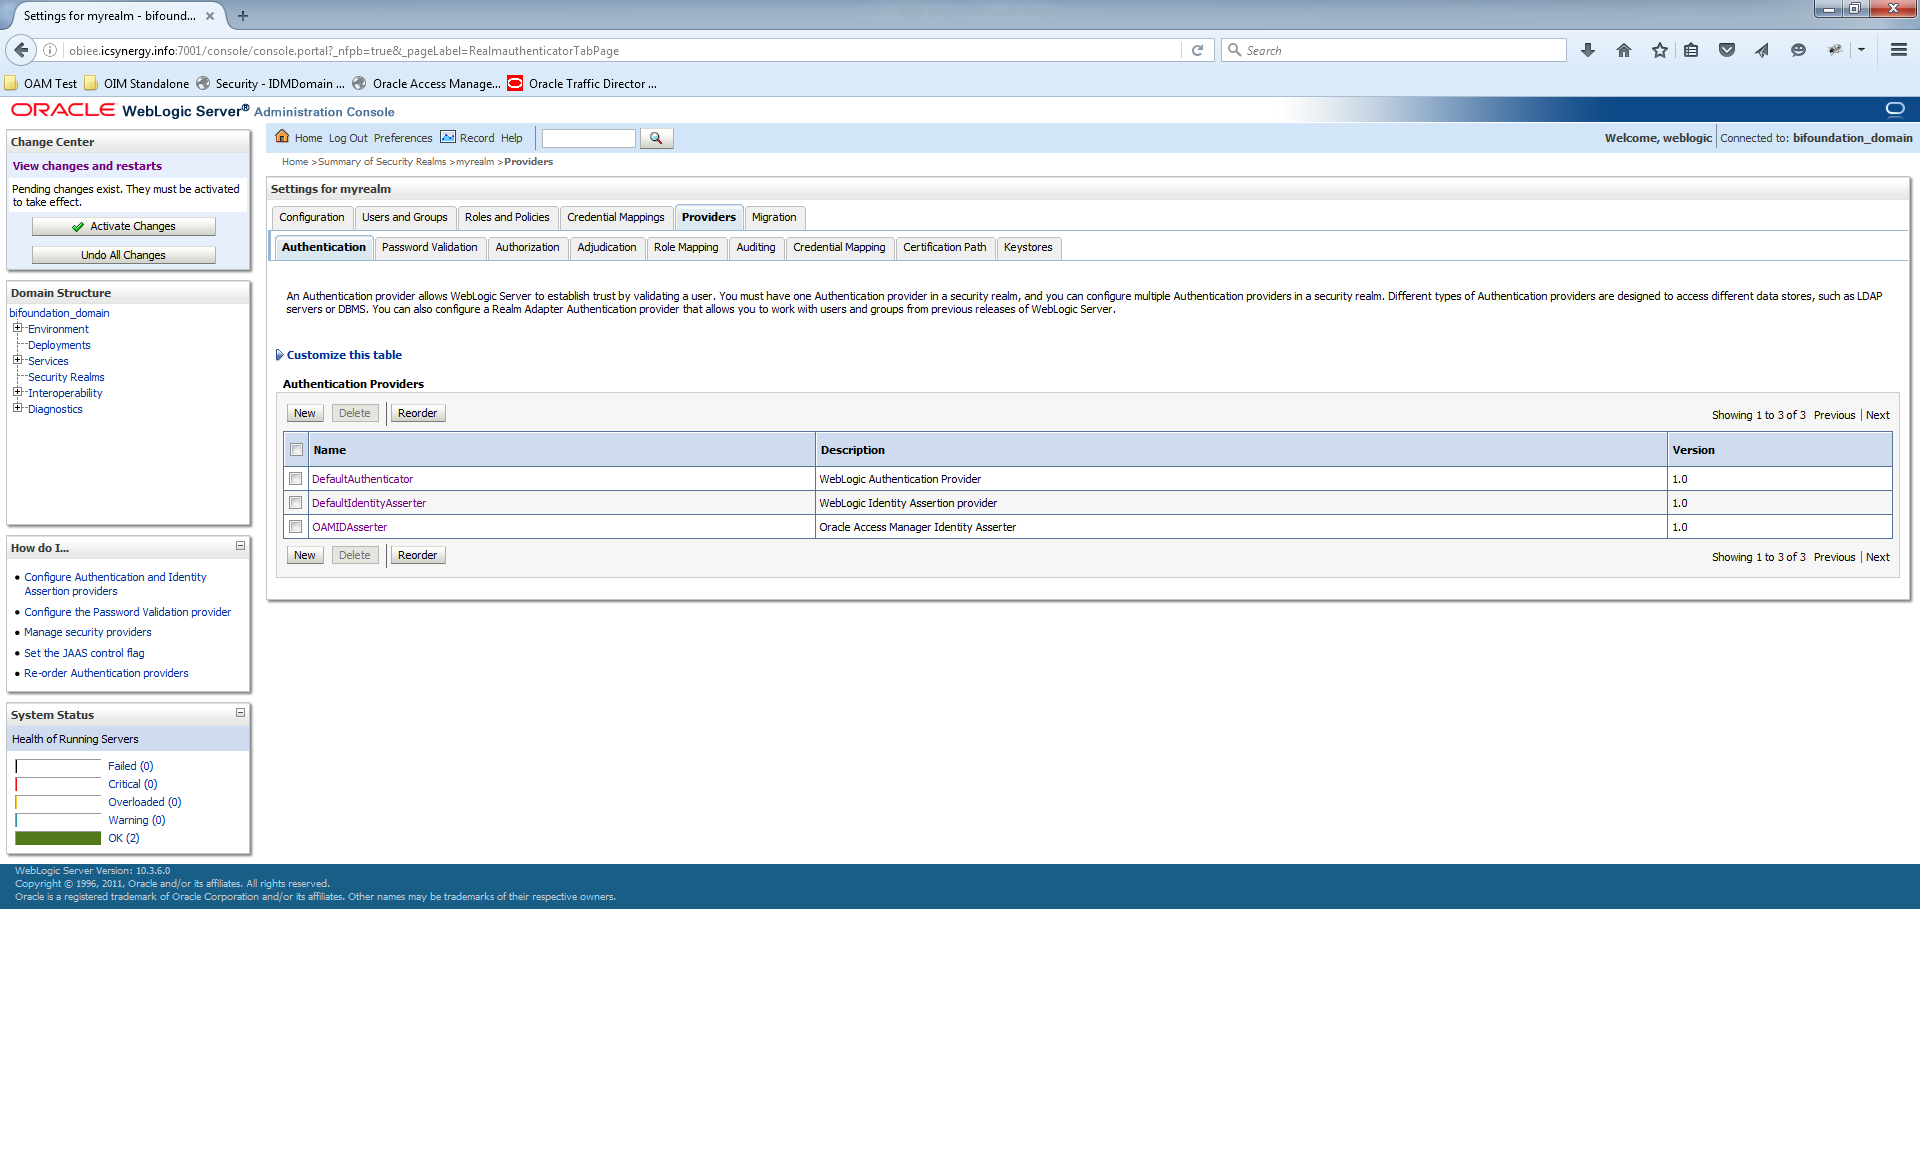 Settings for myrealm - bifound...
obiee.icsynergy.info:7001/console/console.portal?_nfpb=true&_pageLabel=RealmauthenticatorTabPage
Search
OAM Test
OIM Standalone
Security - IDMDomain ...
Oracle Access Manage...
Oracle Traffic Director ...
ORACLE WebLogic Server® Administration Console
Change Center
View changes and restarts
Pending changes exist. They must be activated
to take effect.
Activate Changes
Undo All Changes
Domain Structure
bifoundation_domain
Environment
Deployments
Services
Security Realms
Interoperability
Diagnostics
How do I...
Configure Authentication and Identity
Assertion providers
Configure the Password Validation provider
Manage security providers
Set the JAAS control flag
Re-order Authentication providers
System Status
Health of Running Servers
Failed (0)
Critical (0)
Overloaded (0)
Warning (0)
OK (2)
Home Log Out Preferences Record Help
Welcome, weblogic Connected to: bifoundation_domain
Home >Summary of Security Realms >myrealm >Providers
Settings for myrealm
Configuration Users and Groups Roles and Policies Credential Mappings Providers Migration
Authentication Password Validation Authorization Adjudication Role Mapping Auditing Credential Mapping Certification Path Keystores
An Authentication provider allows WebLogic Server to establish trust by validating a user. You must have one Authentication provider in a security realm, and you can configure multiple Authentication providers in a security realm. Different types of Authentication providers are designed to access different data stores, such as LDAP
servers or DBMS. You can also configure a Realm Adapter Authentication provider that allows you to work with users and groups from previous releases of WebLogic Server.
Customize this table
Authentication Providers
New Delete Reorder
Showing 1 to 3 of 3 Previous | Next
Name Description Version
DefaultAuthenticator WebLogic Authentication Provider 1.0
DefaultIdentityAsserter WebLogic Identity Assertion provider 1.0
OAMIDAsserter Oracle Access Manager Identity Asserter 1.0
New Delete Reorder
Showing 1 to 3 of 3 Previous | Next
WebLogic Server Version: 10.3.6.0
Copyright © 1996, 2011, Oracle and/or its affiliates. All rights reserved.
Oracle is a registered trademark of Oracle Corporation and/or its affiliates. Other names may be trademarks of their respective owners.